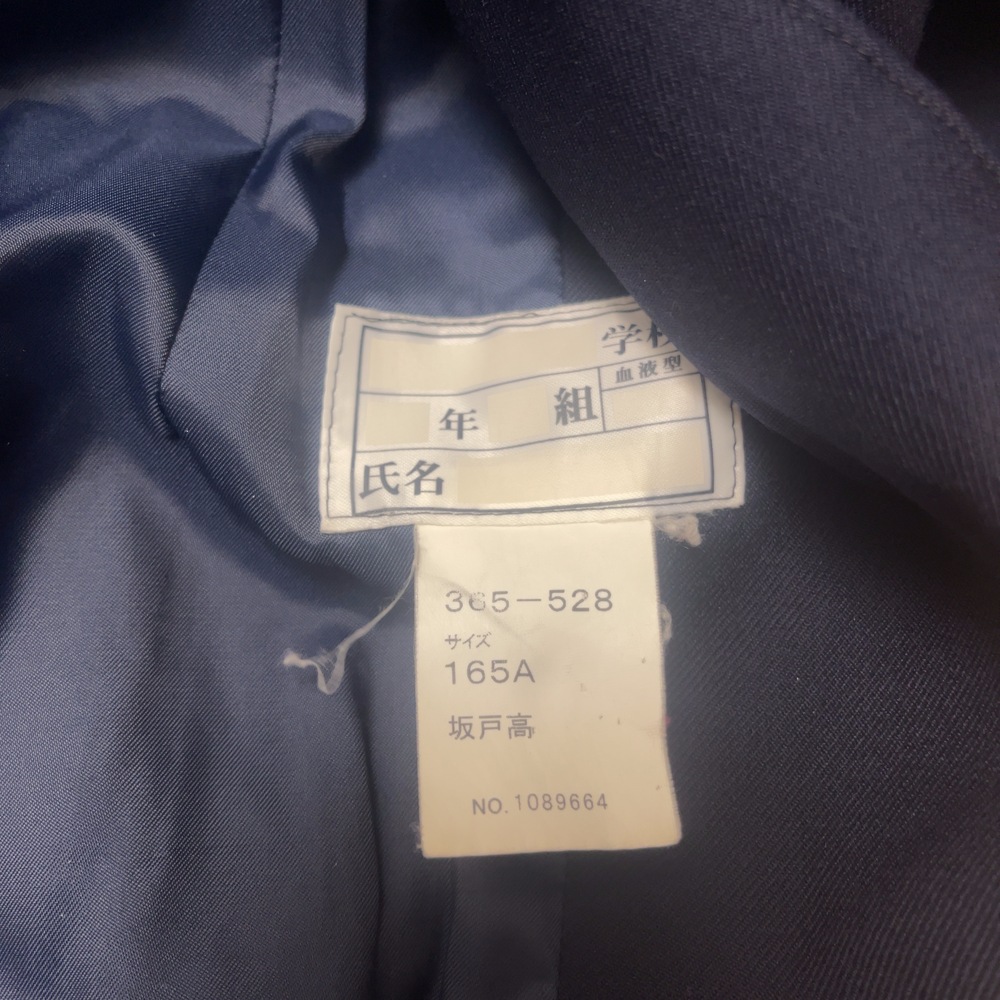 学校
血液型
年 組
氏名
365-528
サイズ
165A
坂戸高
NO.1089664